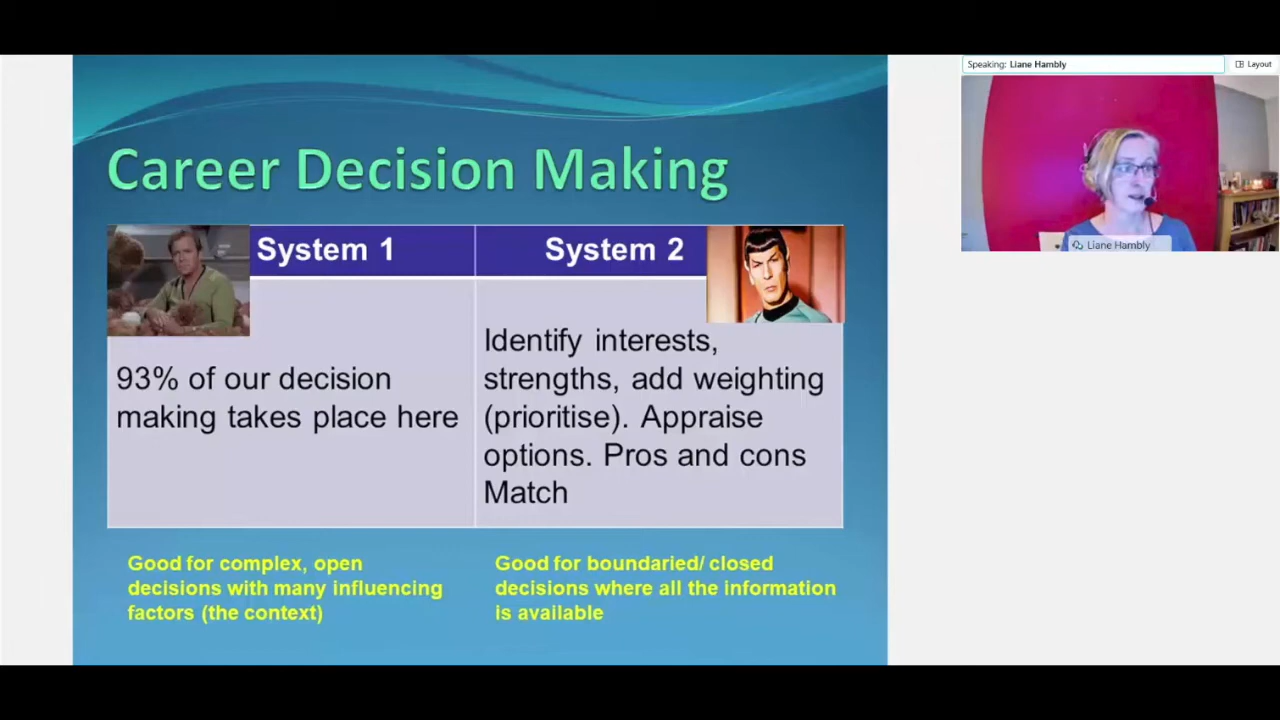 Speaking: Liane Hambly
Layout
Career Decision Making
System 1
System 2
93% of our decision
making takes place here
Identify interests,
strengths, add weighting
(prioritise). Appraise
options. Pros and cons
Match
Good for complex, open
decisions with many influencing
factors (the context)
Good for boundaried/ closed
decisions where all the information
is available
Liane Hambly